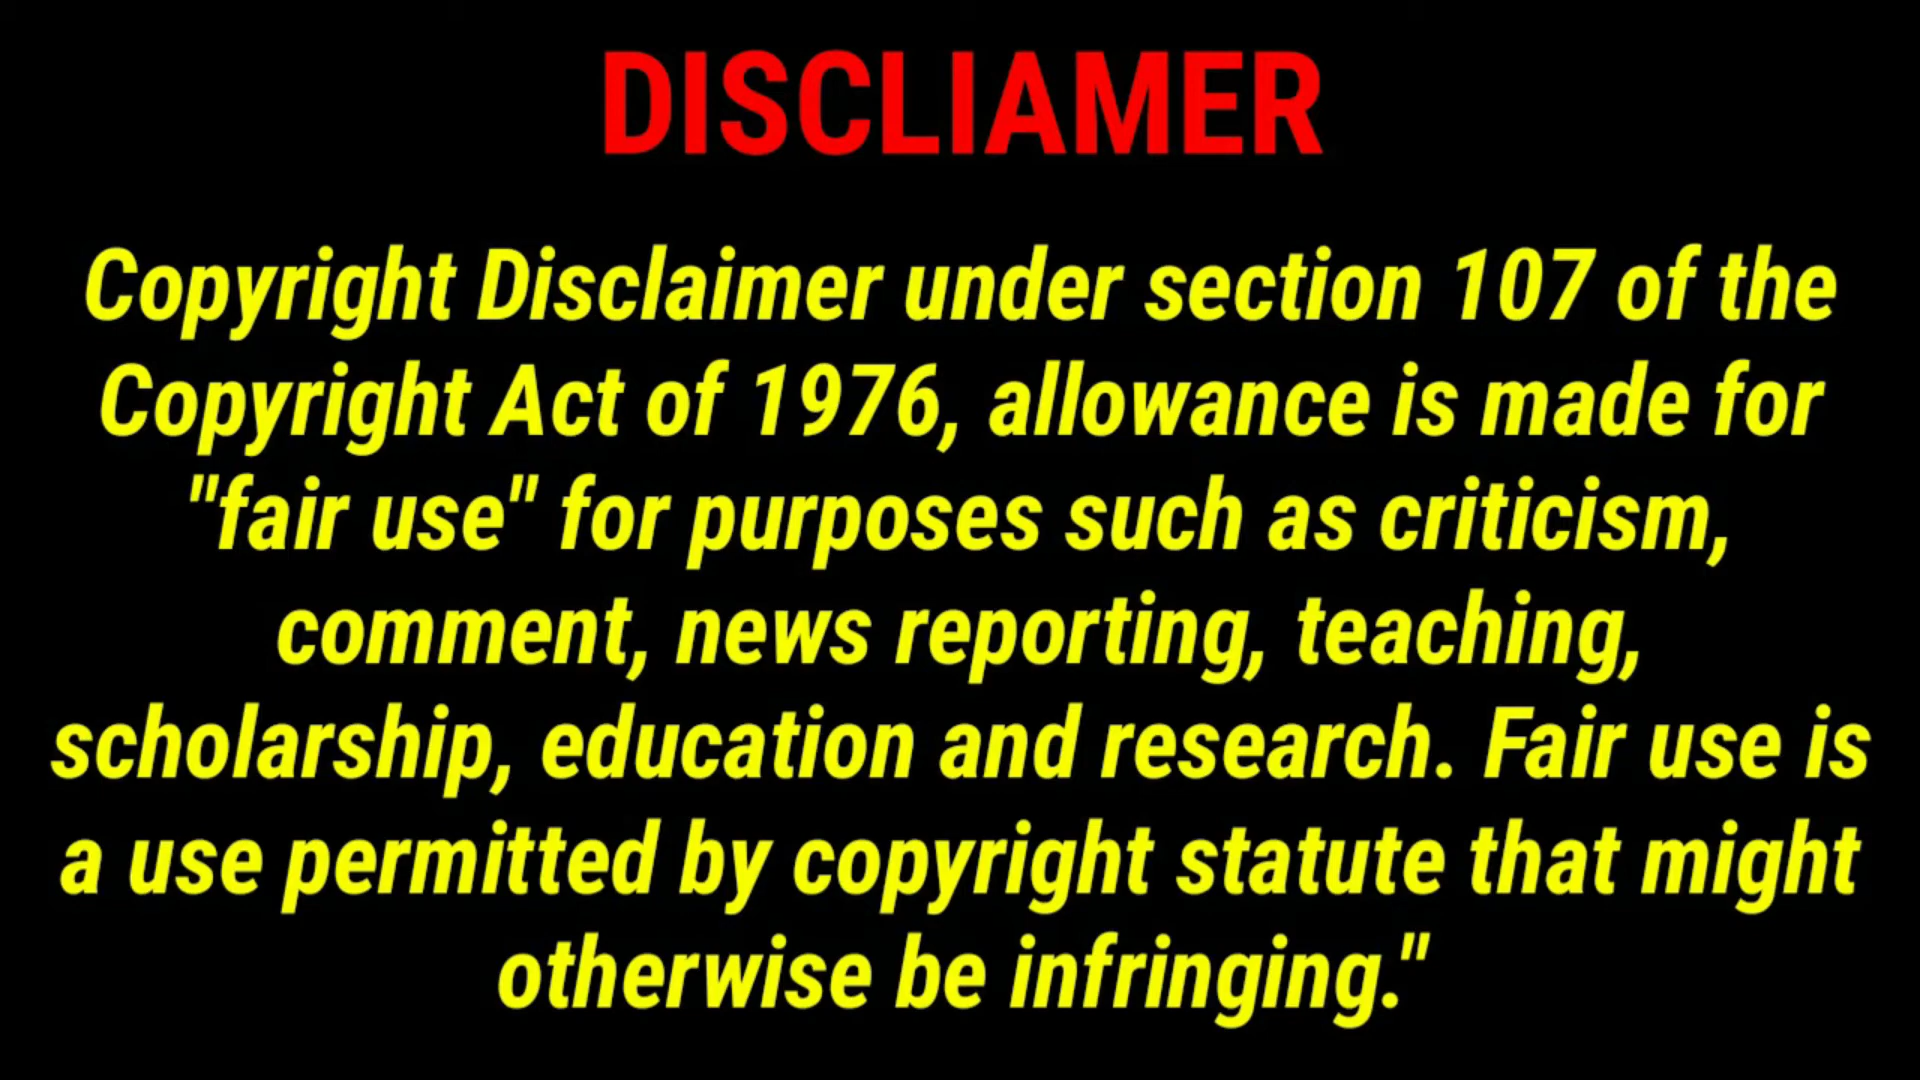 DISCLIAMER
Copyright Disclaimer under section 107 of the
Copyright Act of 1976, allowance is made for
"fair use" for purposes such as criticism,
comment, news reporting, teaching,
scholarship, education and research. Fair use is
a use permitted by copyright statute that might
otherwise be infringing."